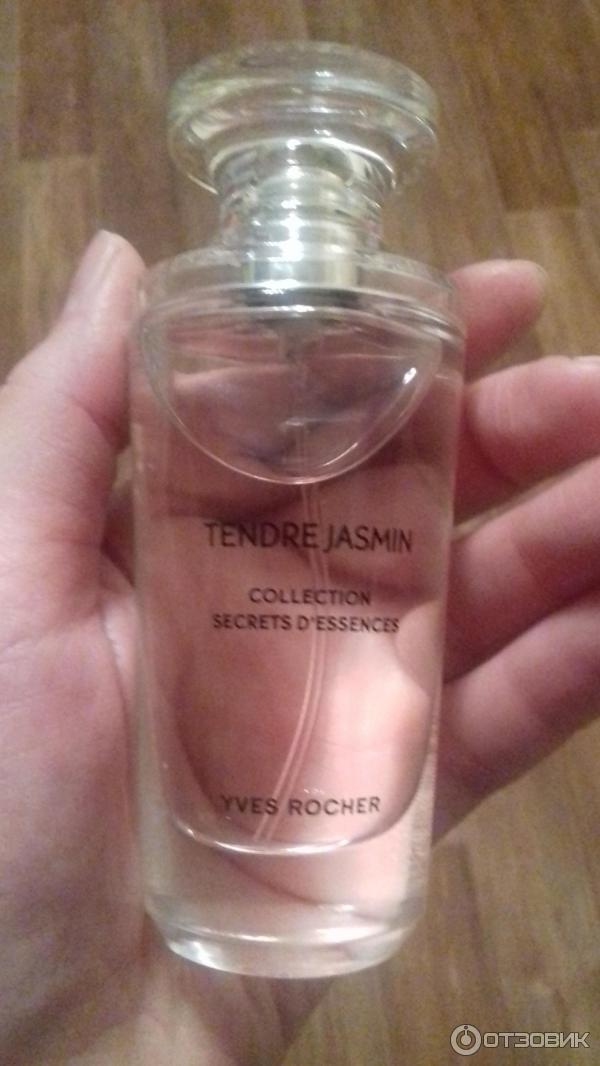 TENDRE JASMIN
COLLECTION
SECRETS D'ESSENCES
YVES ROCHER
ОТЗОВИК